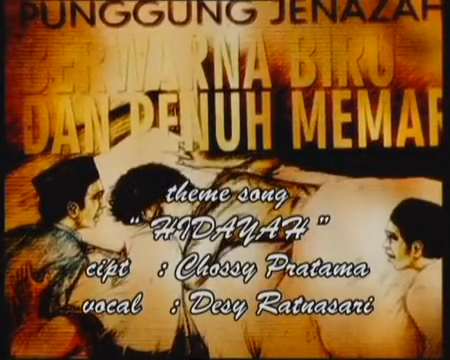 PUNGGUNG JENAZAH
BERWARNA BIRU
DAN PENUH MEMAR
theme song
" HIDAYAH "
cipt : Chossy Pratama
vocal : Desy Ratnasari